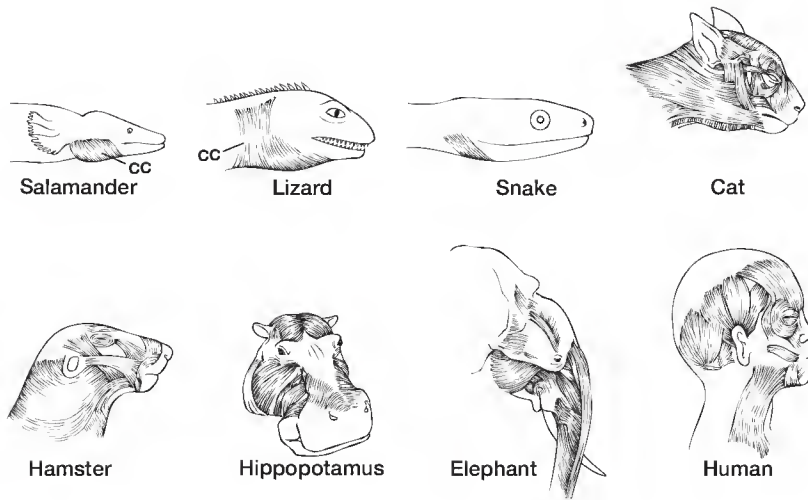 CC
CC
Salamander
Lizard
Snake
Cat
Hamster
Hippopotamus
Elephant
Human